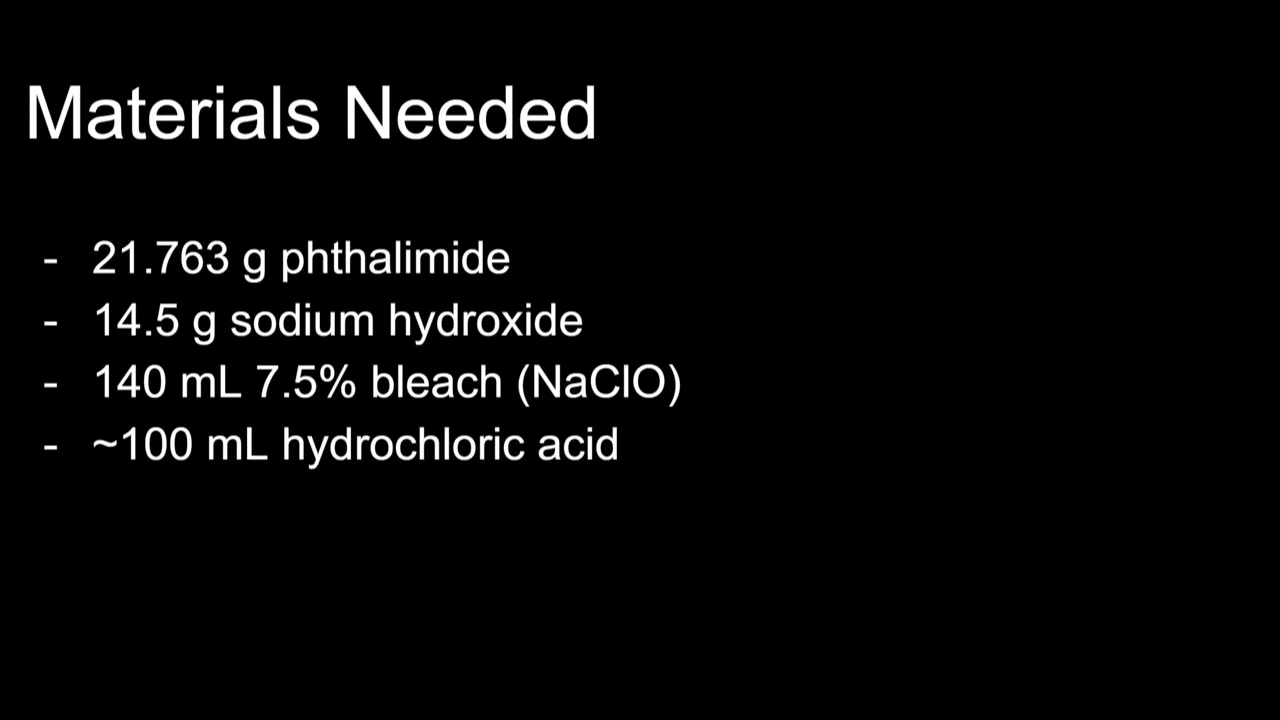 Materials Needed
- 21.763 g phthalimide
- 14.5 g sodium hydroxide
- 140 mL 7.5% bleach (NaClO)
- ~100 mL hydrochloric acid